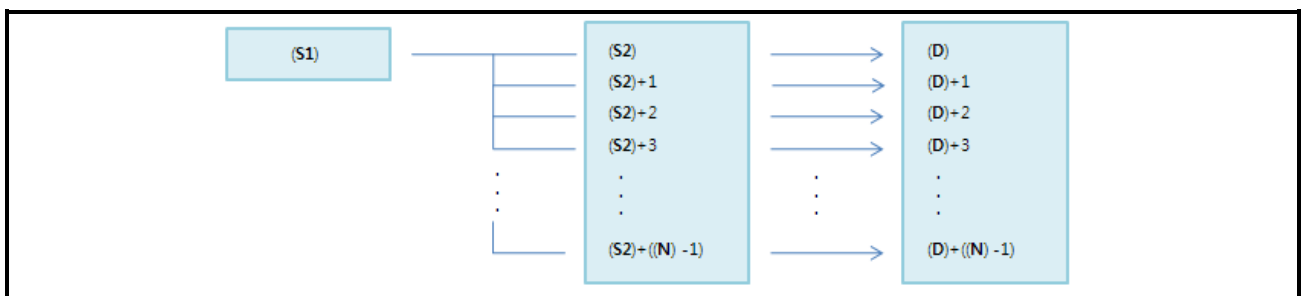 (S1) (S2) (D)
(S2)+1 (D)+1
(S2)+2 (D)+2
(S2)+3 (D)+3
(S2)+((N) -1) (D)+((N) -1)